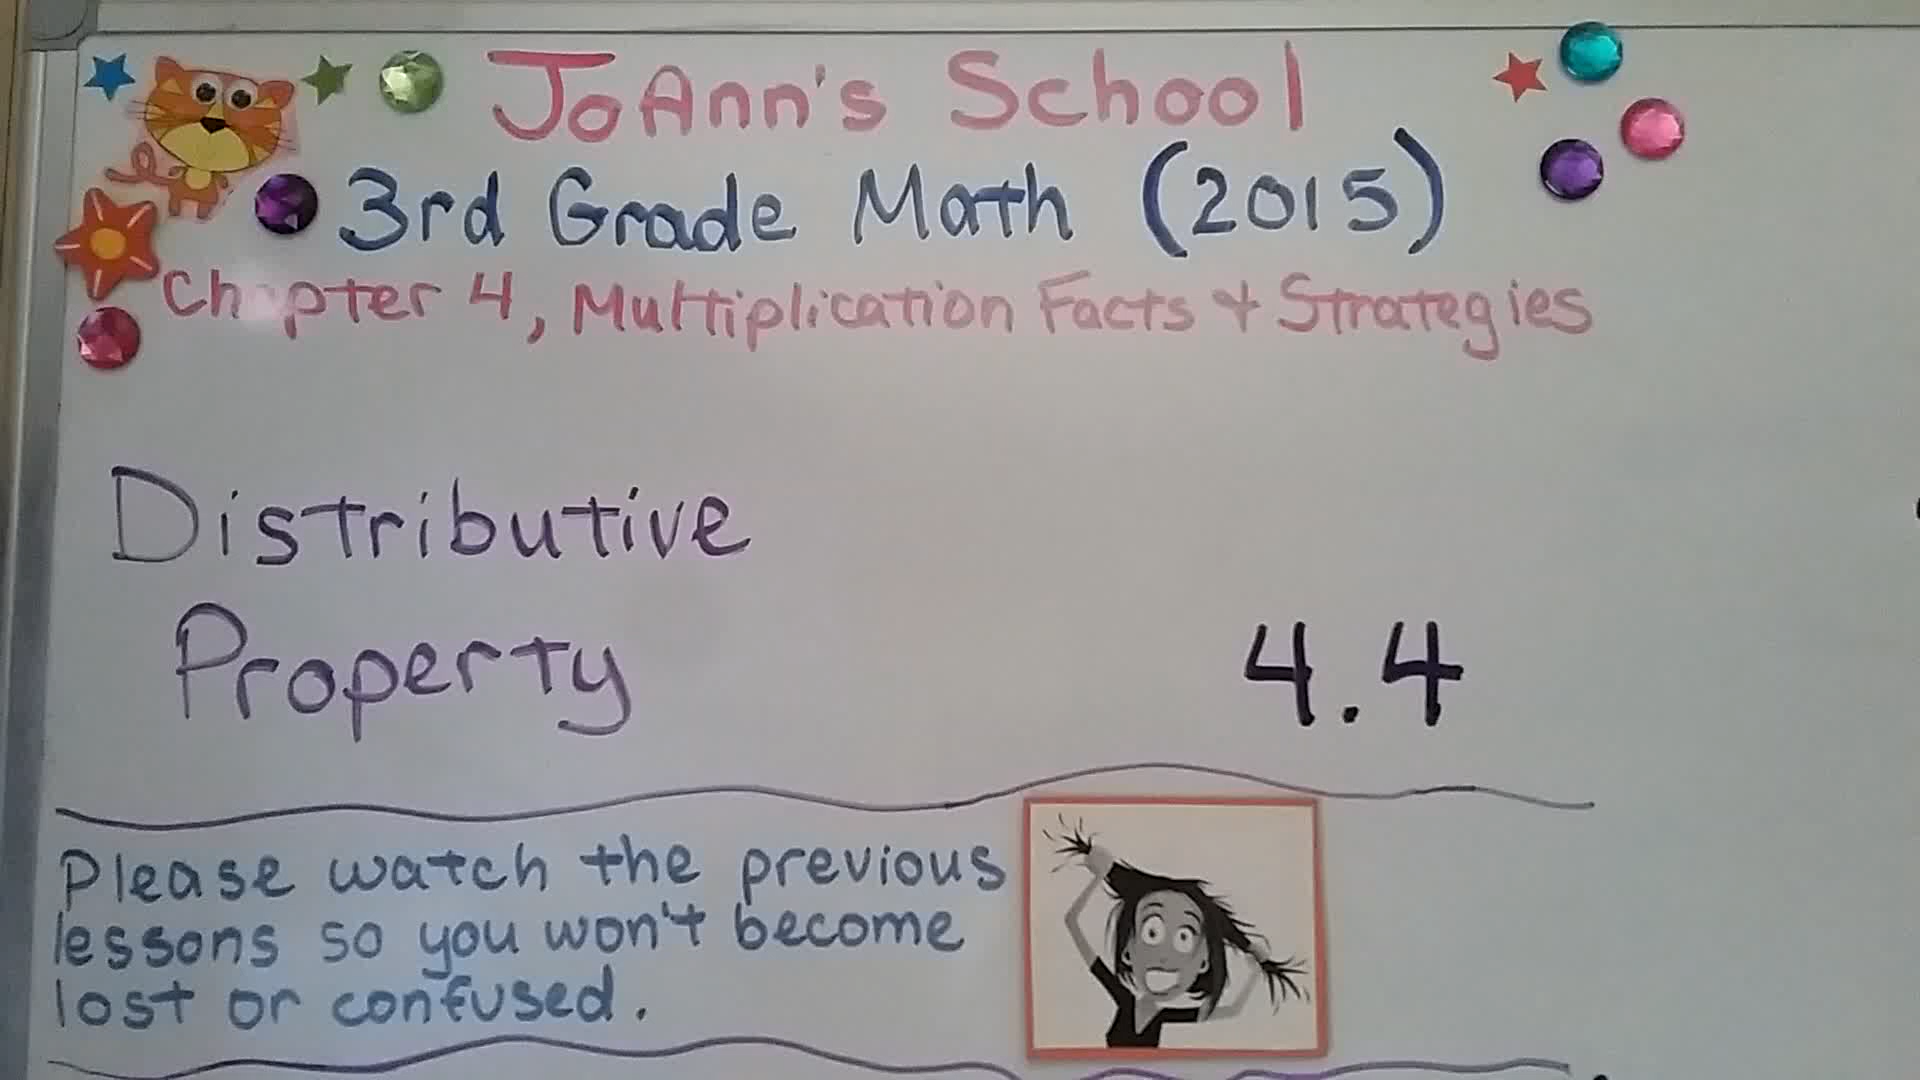 JoAnn's School
3rd Grade Math (2015)
Chapter 4, Multiplication Facts & Strategies
Distributive
Property
4.4
Please watch the previous
lessons so you won't become
lost or confused.